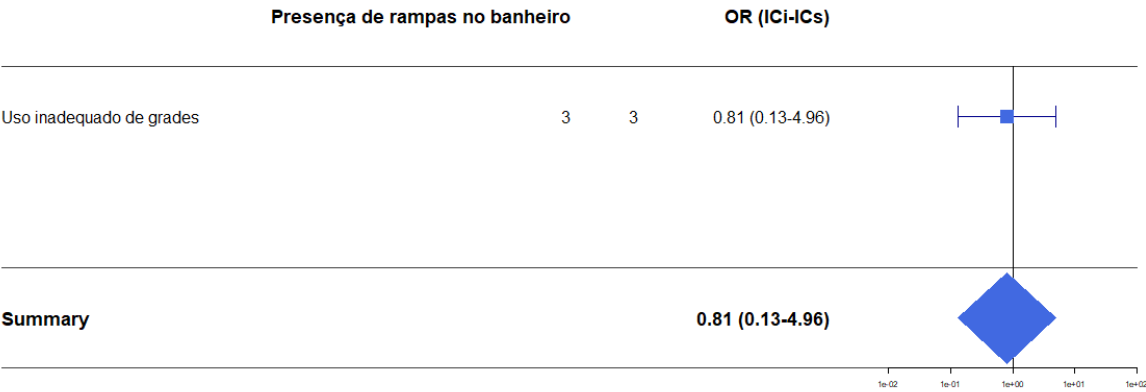 Presença de rampas no banheiro OR (ICi-ICs)
Uso inadequado de grades 3 3 0.81 (0.13-4.96)
Summary 0.81 (0.13-4.96)
1e-02 1e-01 1e+00 1e+01 1e+02